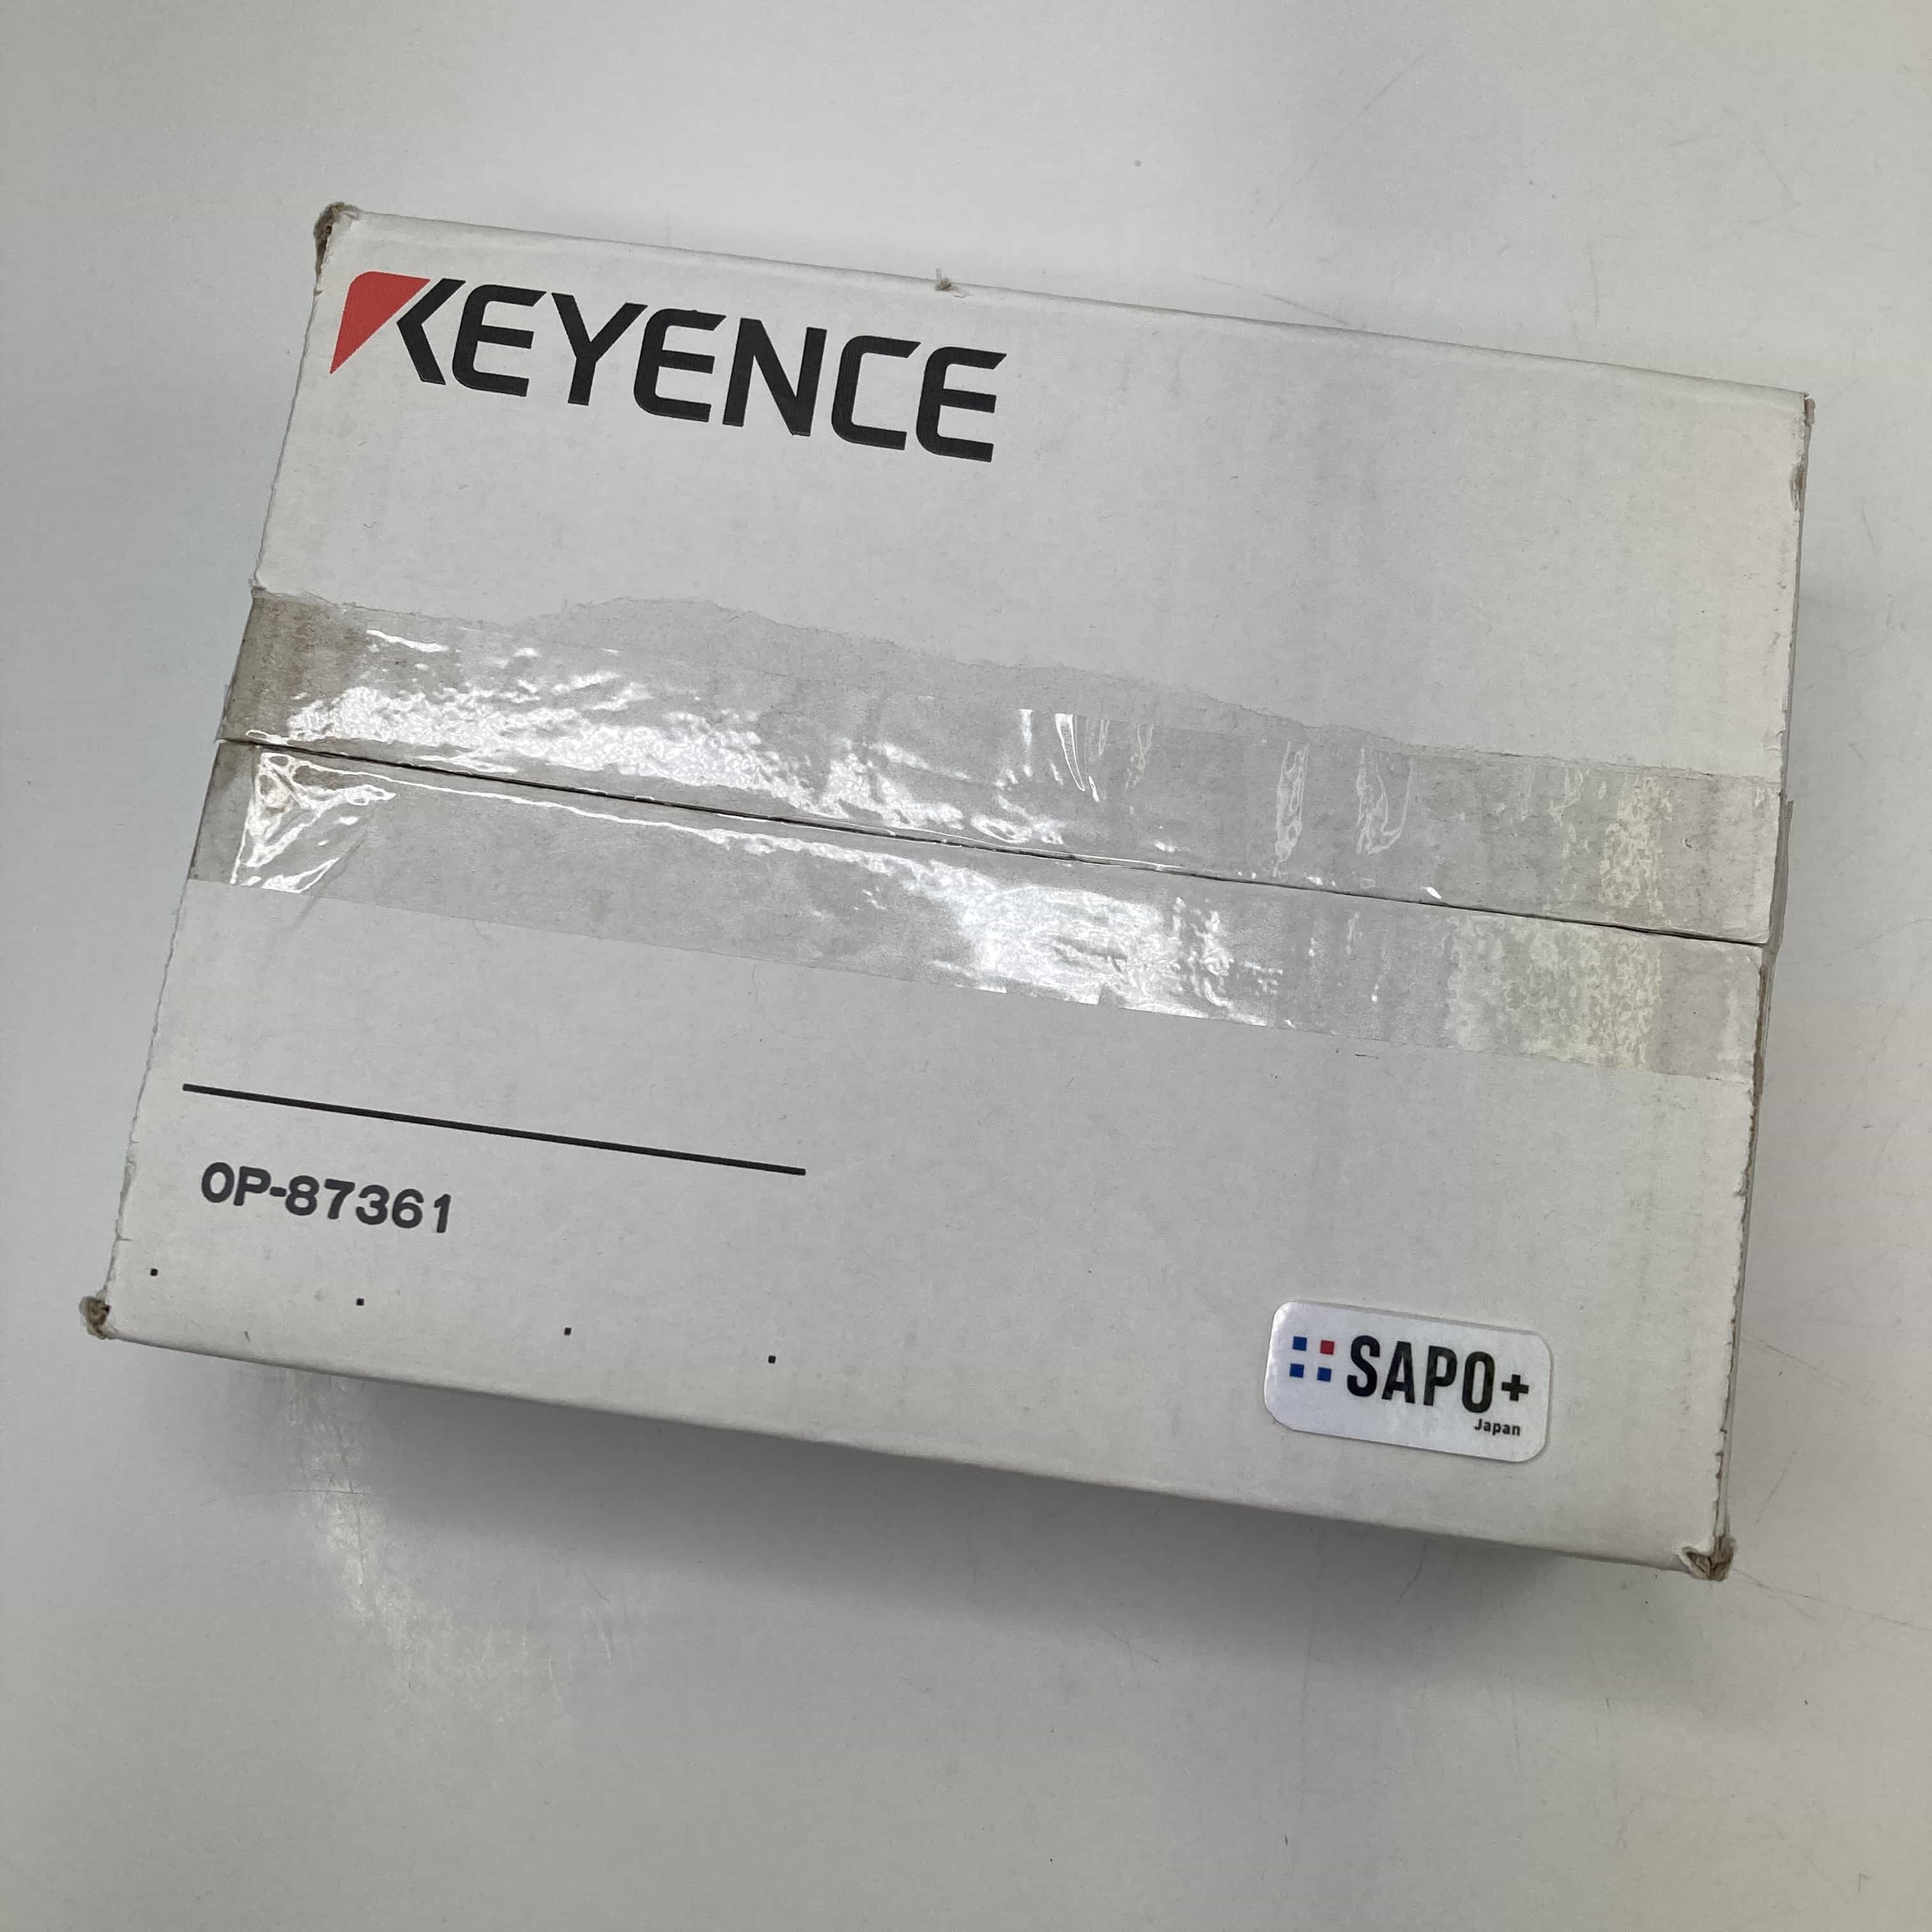 KEYENCE
OP-87361
SAPO+
Japan